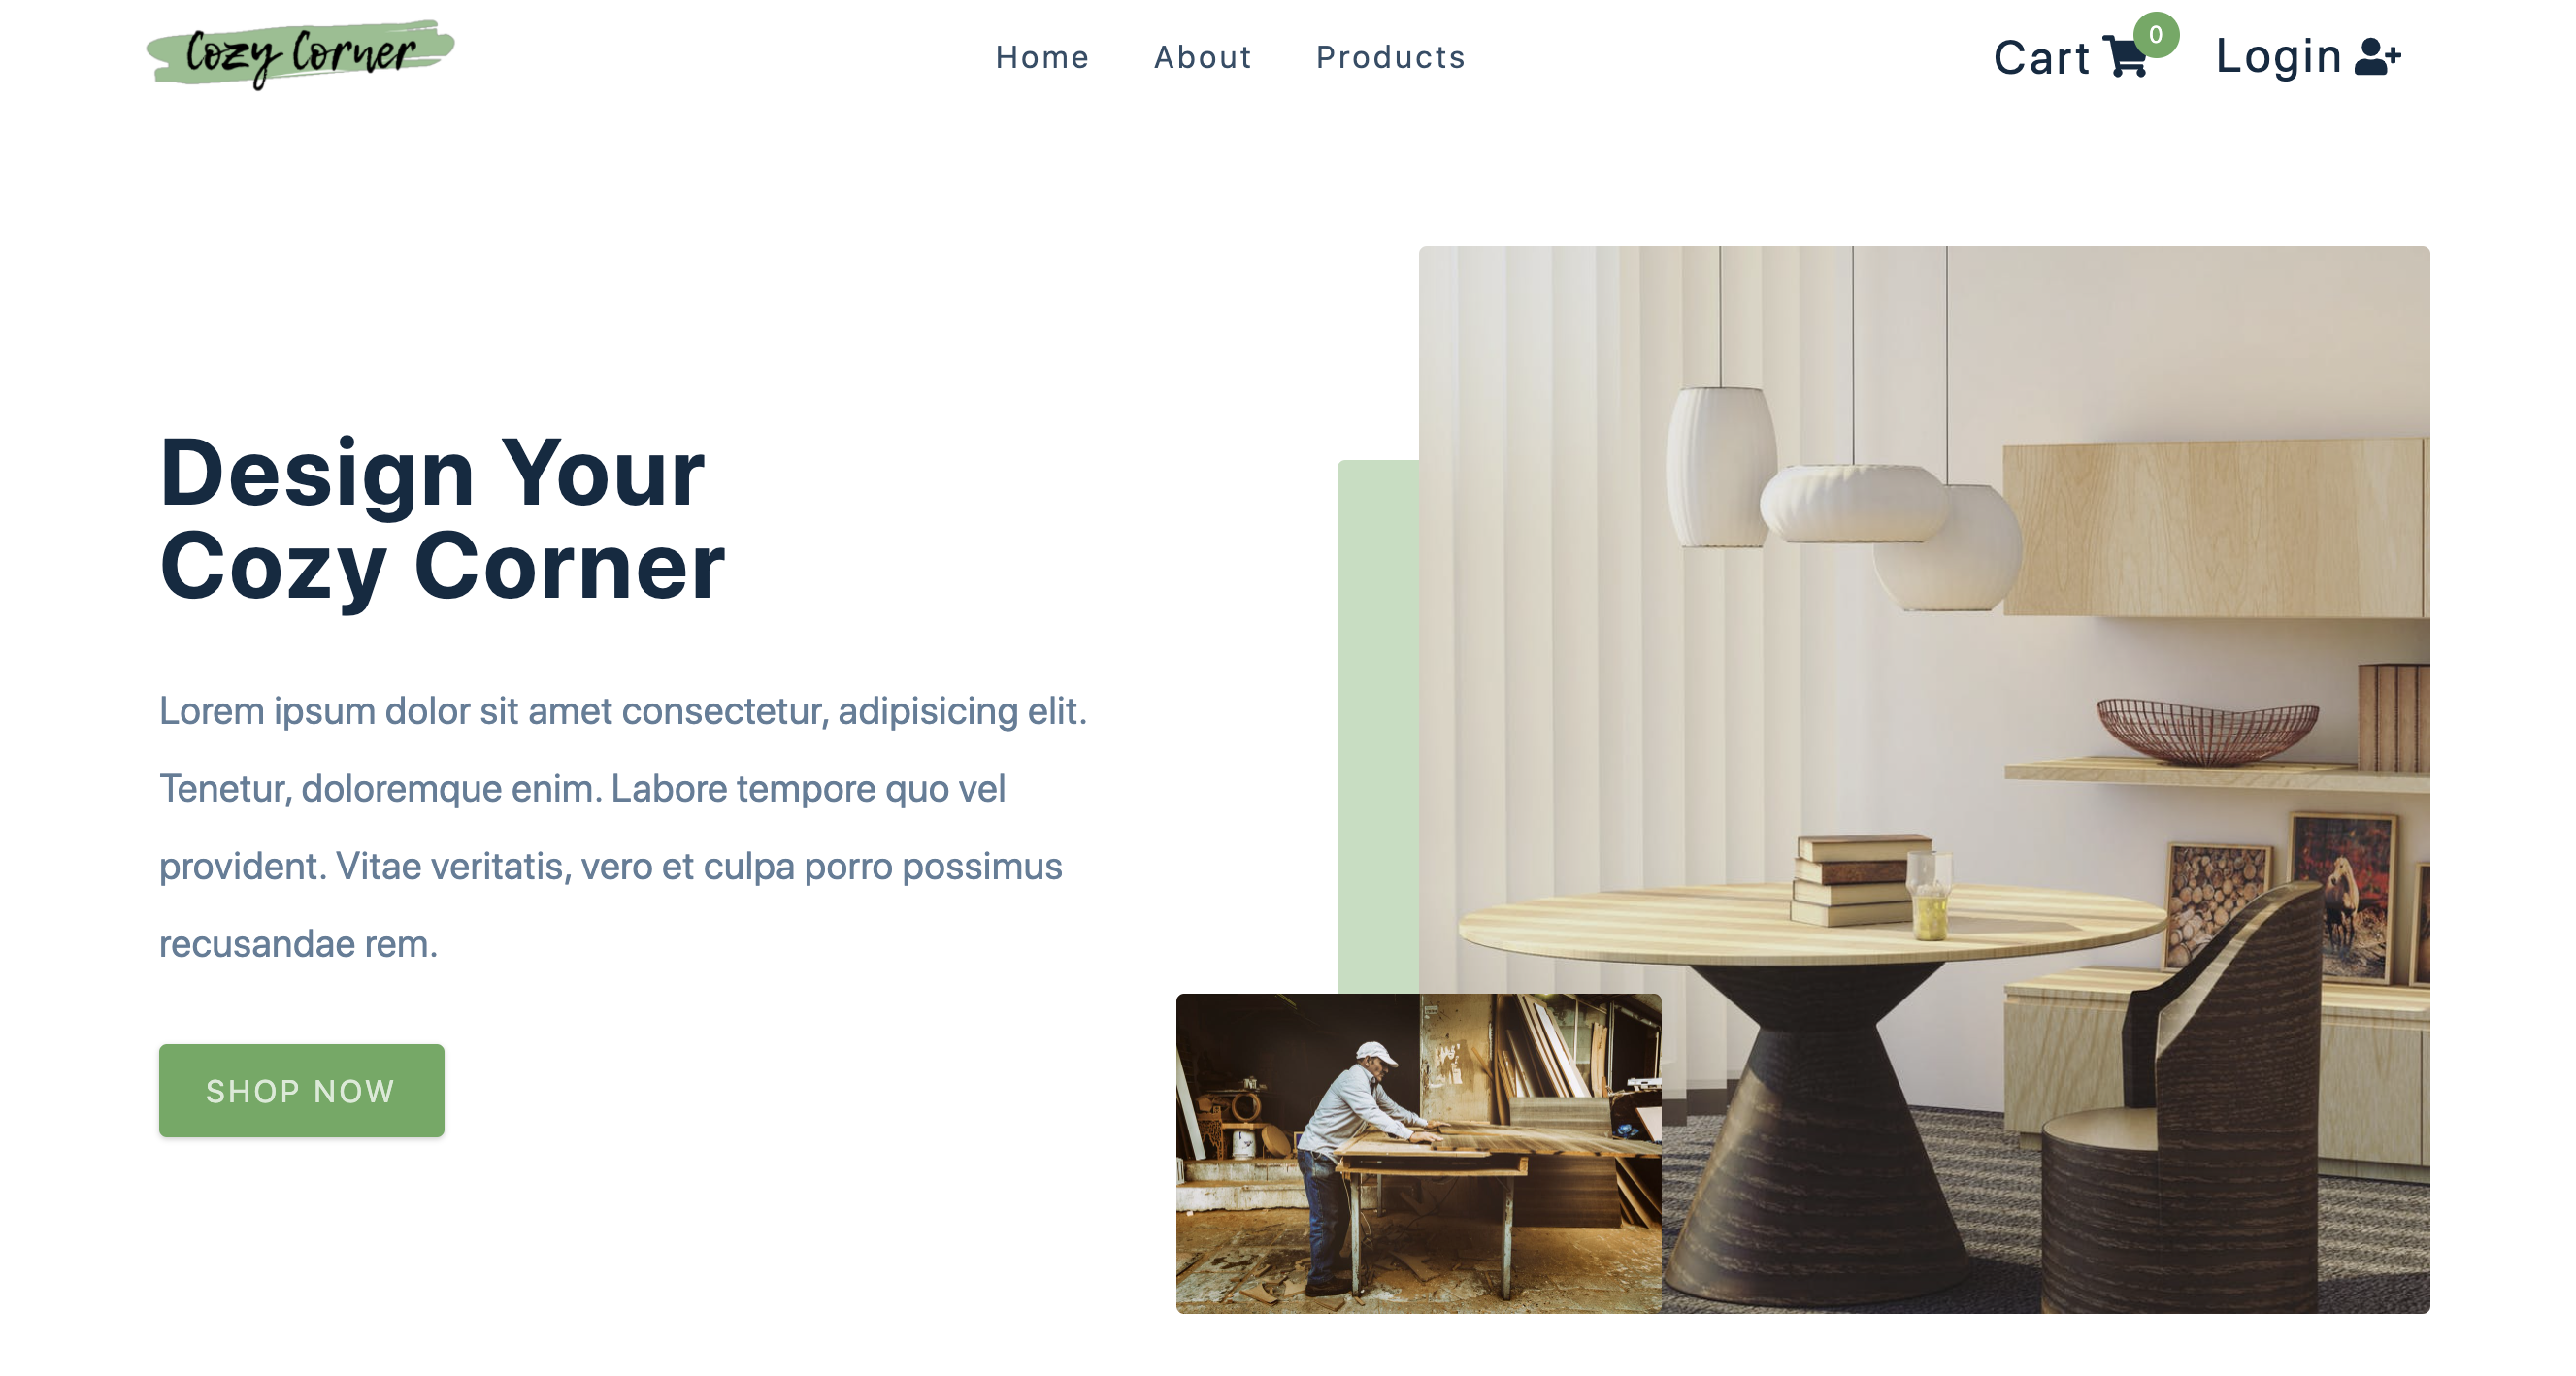 Cozy Corner
Home About Products
Cart 0 Login
Design Your
Cozy Corner
Lorem ipsum dolor sit amet consectetur, adipisicing elit.
Tenetur, doloremque enim. Labore tempore quo vel
provident. Vitae veritatis, vero et culpa porro possimus
recusandae rem.
SHOP NOW